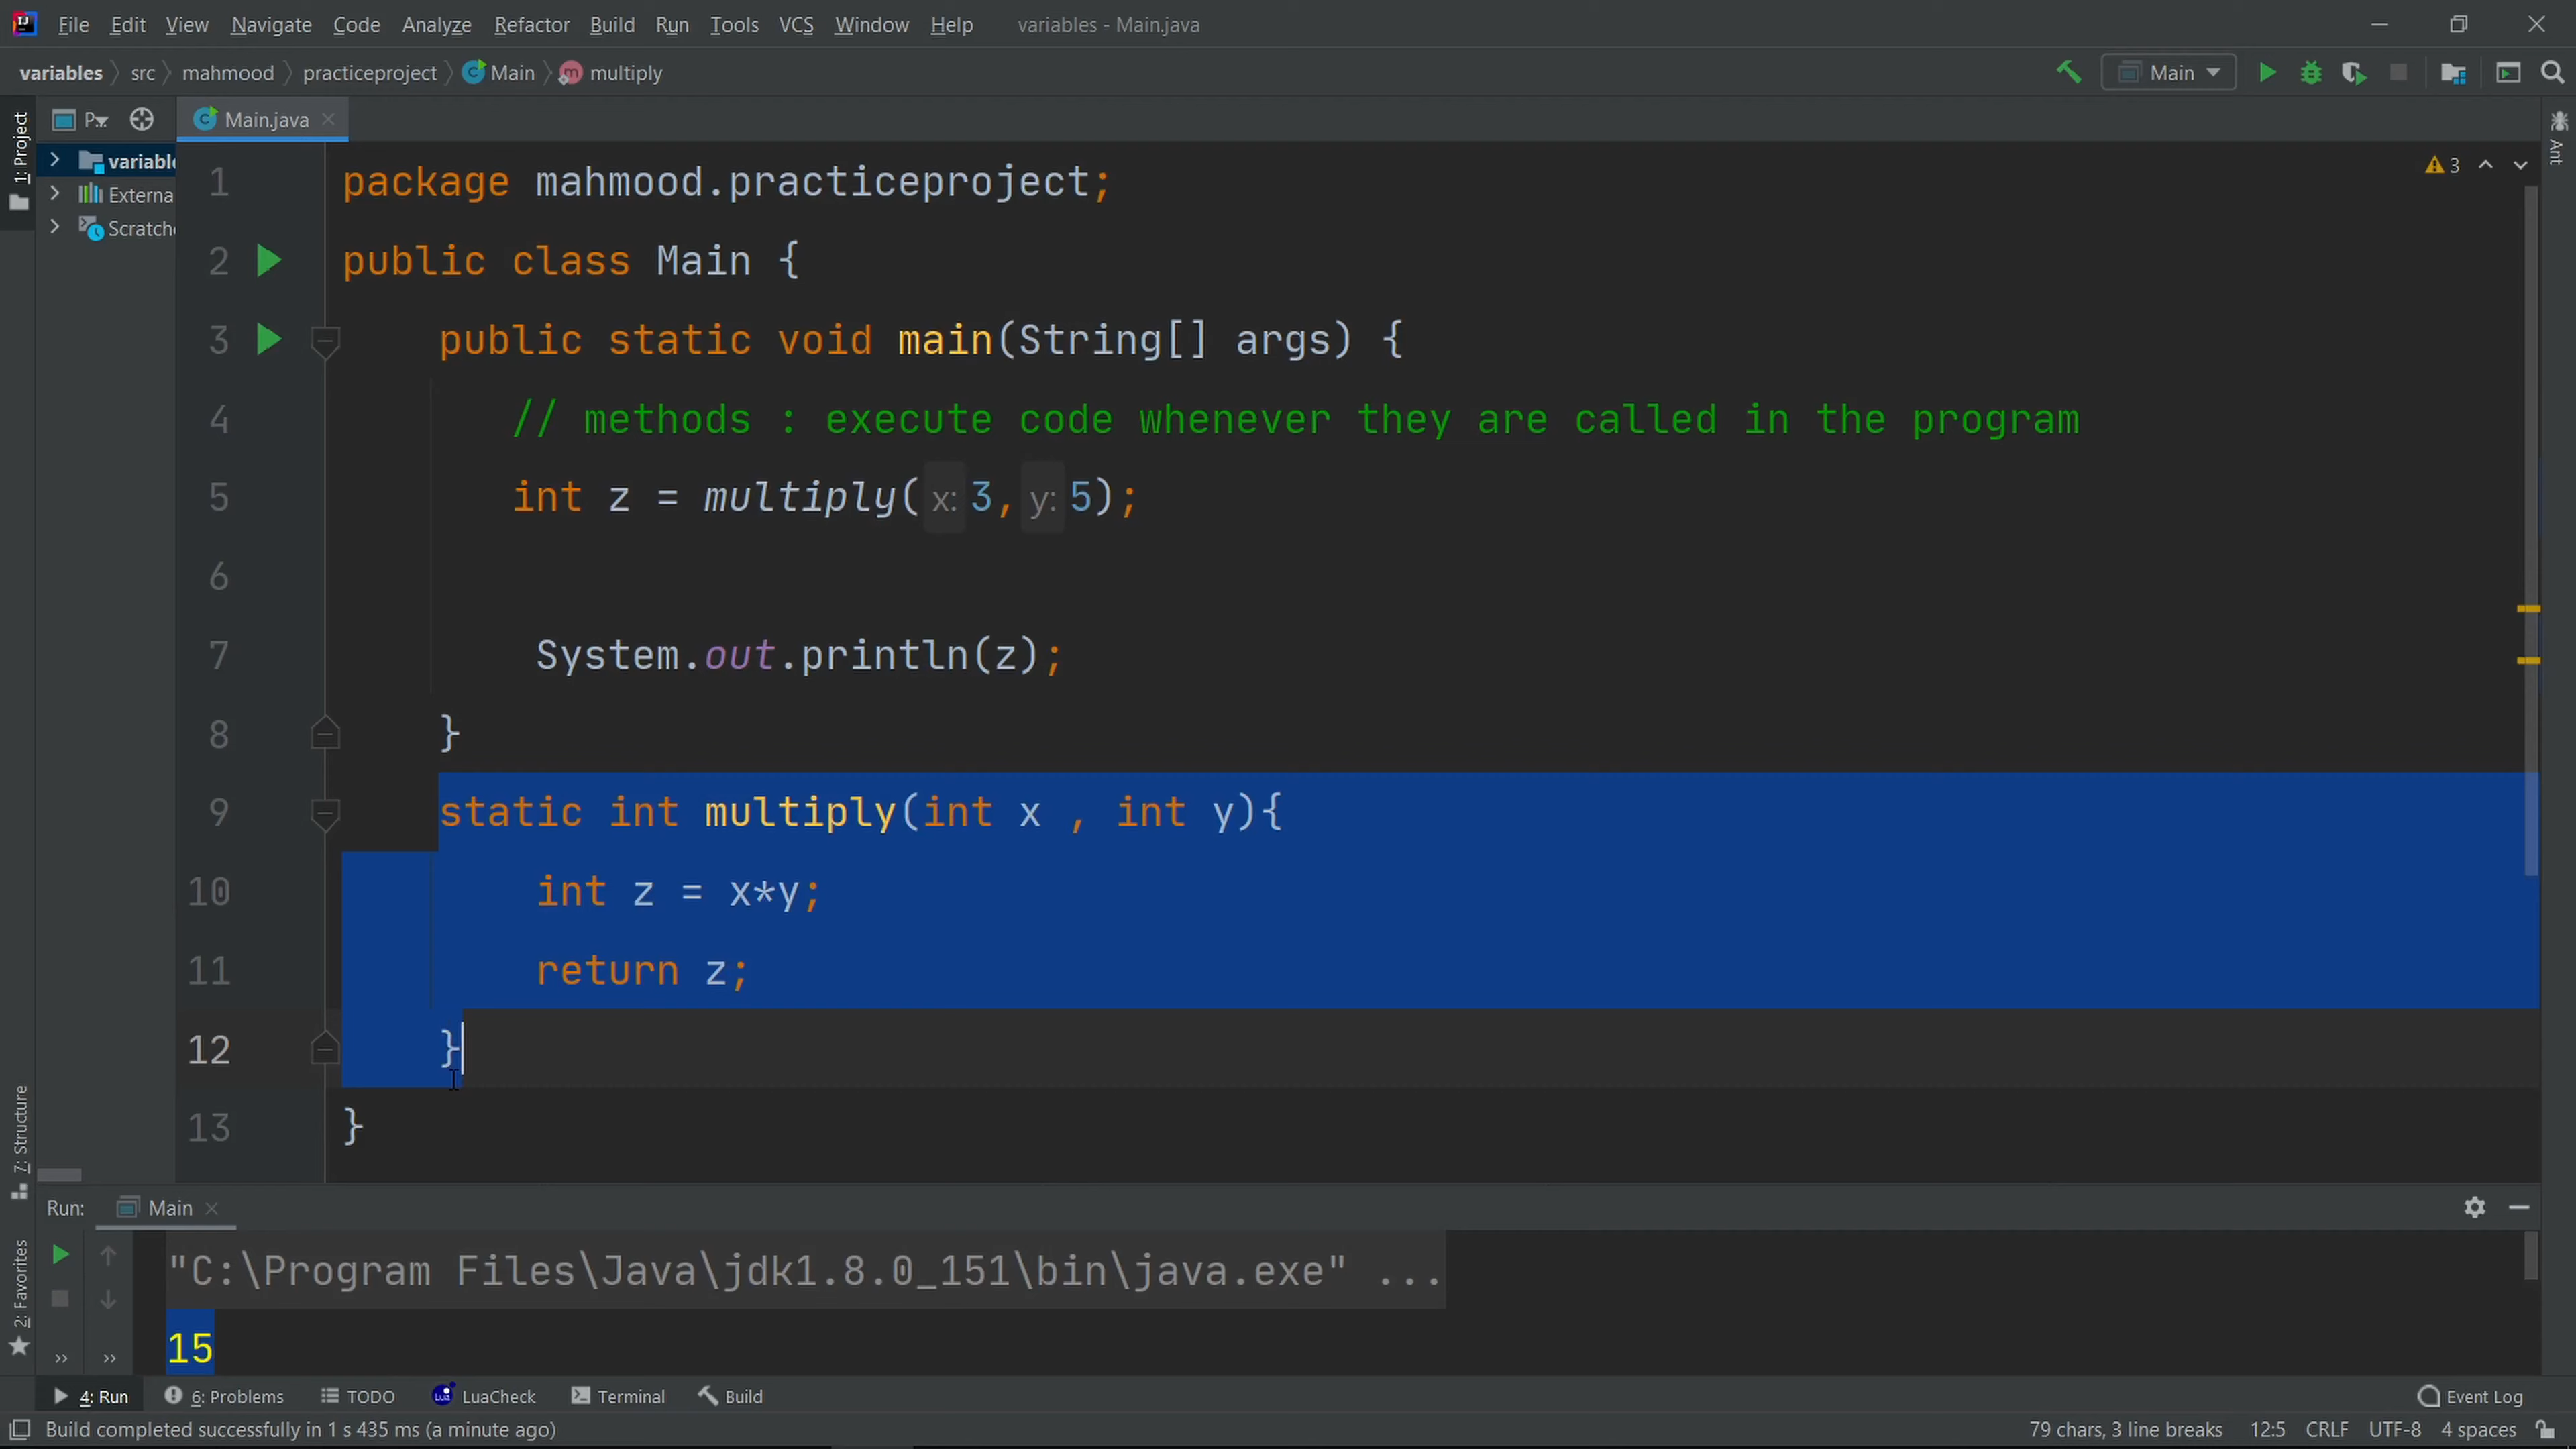 File Edit View Navigate Code Analyze Refactor Build Run Tools VCS Window Help variables - Main.java
variables src mahmood practiceproject Main multiply Main
1: Project P... Main.java Ant
variable
Externa
Scratche
3
1 package mahmood.practiceproject;
2 public class Main {
3 public static void main(String[] args) {
4 // methods : execute code whenever they are called in the program
5 int z = multiply( x: 3, y: 5);
6
7 System.out.println(z);
8 }
9 static int multiply(int x , int y){
10 int z = x*y;
11 return z;
12 }
13 }
7: Structure
2: Favorites
Run: Main
"C:\Program Files\Java\jdk1.8.0_151\bin\java.exe" ...
15
4: Run 6: Problems TODO LuaCheck Terminal Build Event Log
Build completed successfully in 1 s 435 ms (a minute ago) 79 chars, 3 line breaks 12:5 CRLF UTF-8 4 spaces